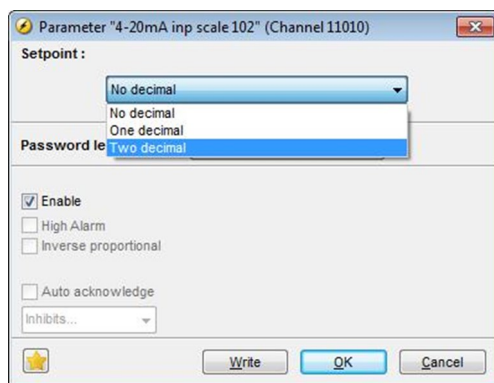 Parameter "4-20mA inp scale 102" (Channel 11010)
Setpoint :
No decimal
No decimal
One decimal
Two decimal
Password le
Enable
High Alarm
Inverse proportional
Auto acknowledge
Inhibits...
Write OK Cancel